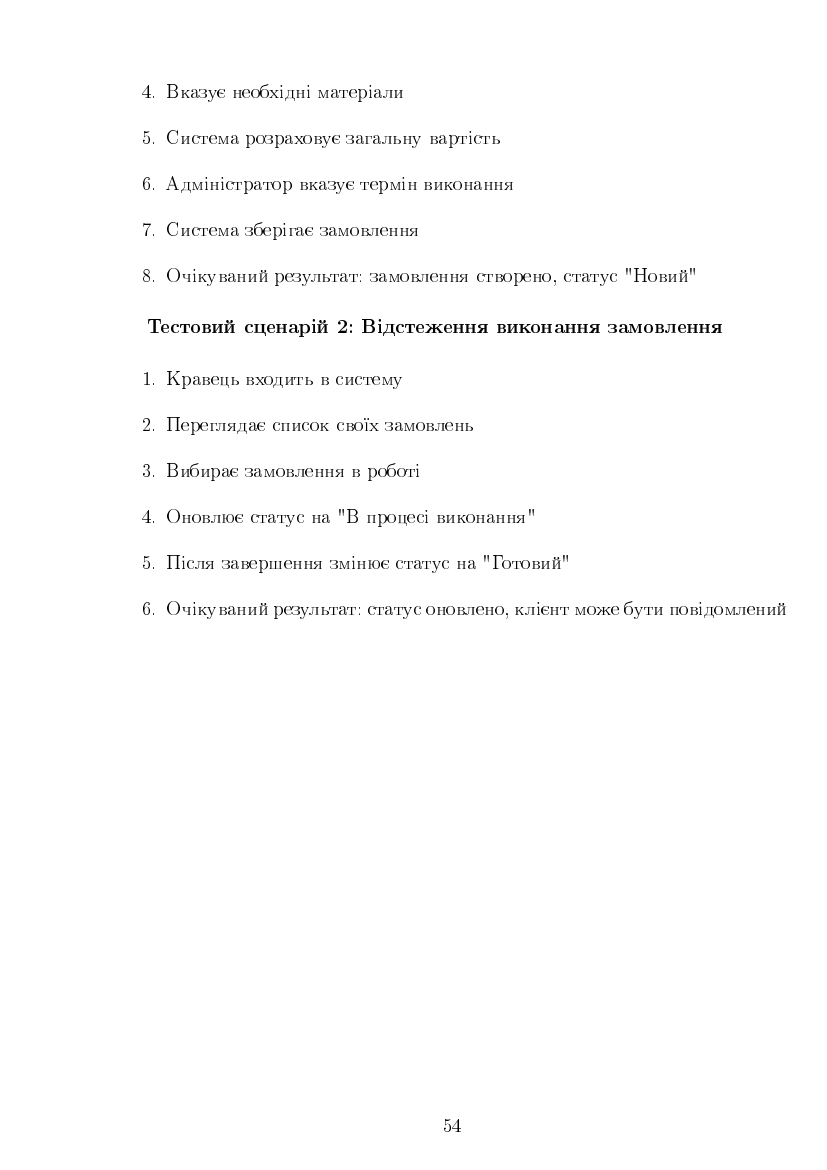 4. Вказує необхідні матеріали
5. Система розраховує загальну вартість
6. Адміністратор вказує термін виконання
7. Система зберігає замовлення
8. Очікуваний результат: замовлення створено, статус "Новий"
Тестовий сценарій 2: Відстеження виконання замовлення
1. Кравець входить в систему
2. Переглядає список своїх замовлень
3. Вибирає замовлення в роботі
4. Оновлює статус на "В процесі виконання"
5. Після завершення змінює статус на "Готовий"
6. Очікуваний результат: статус оновлено, клієнт може бути повідомлений
54